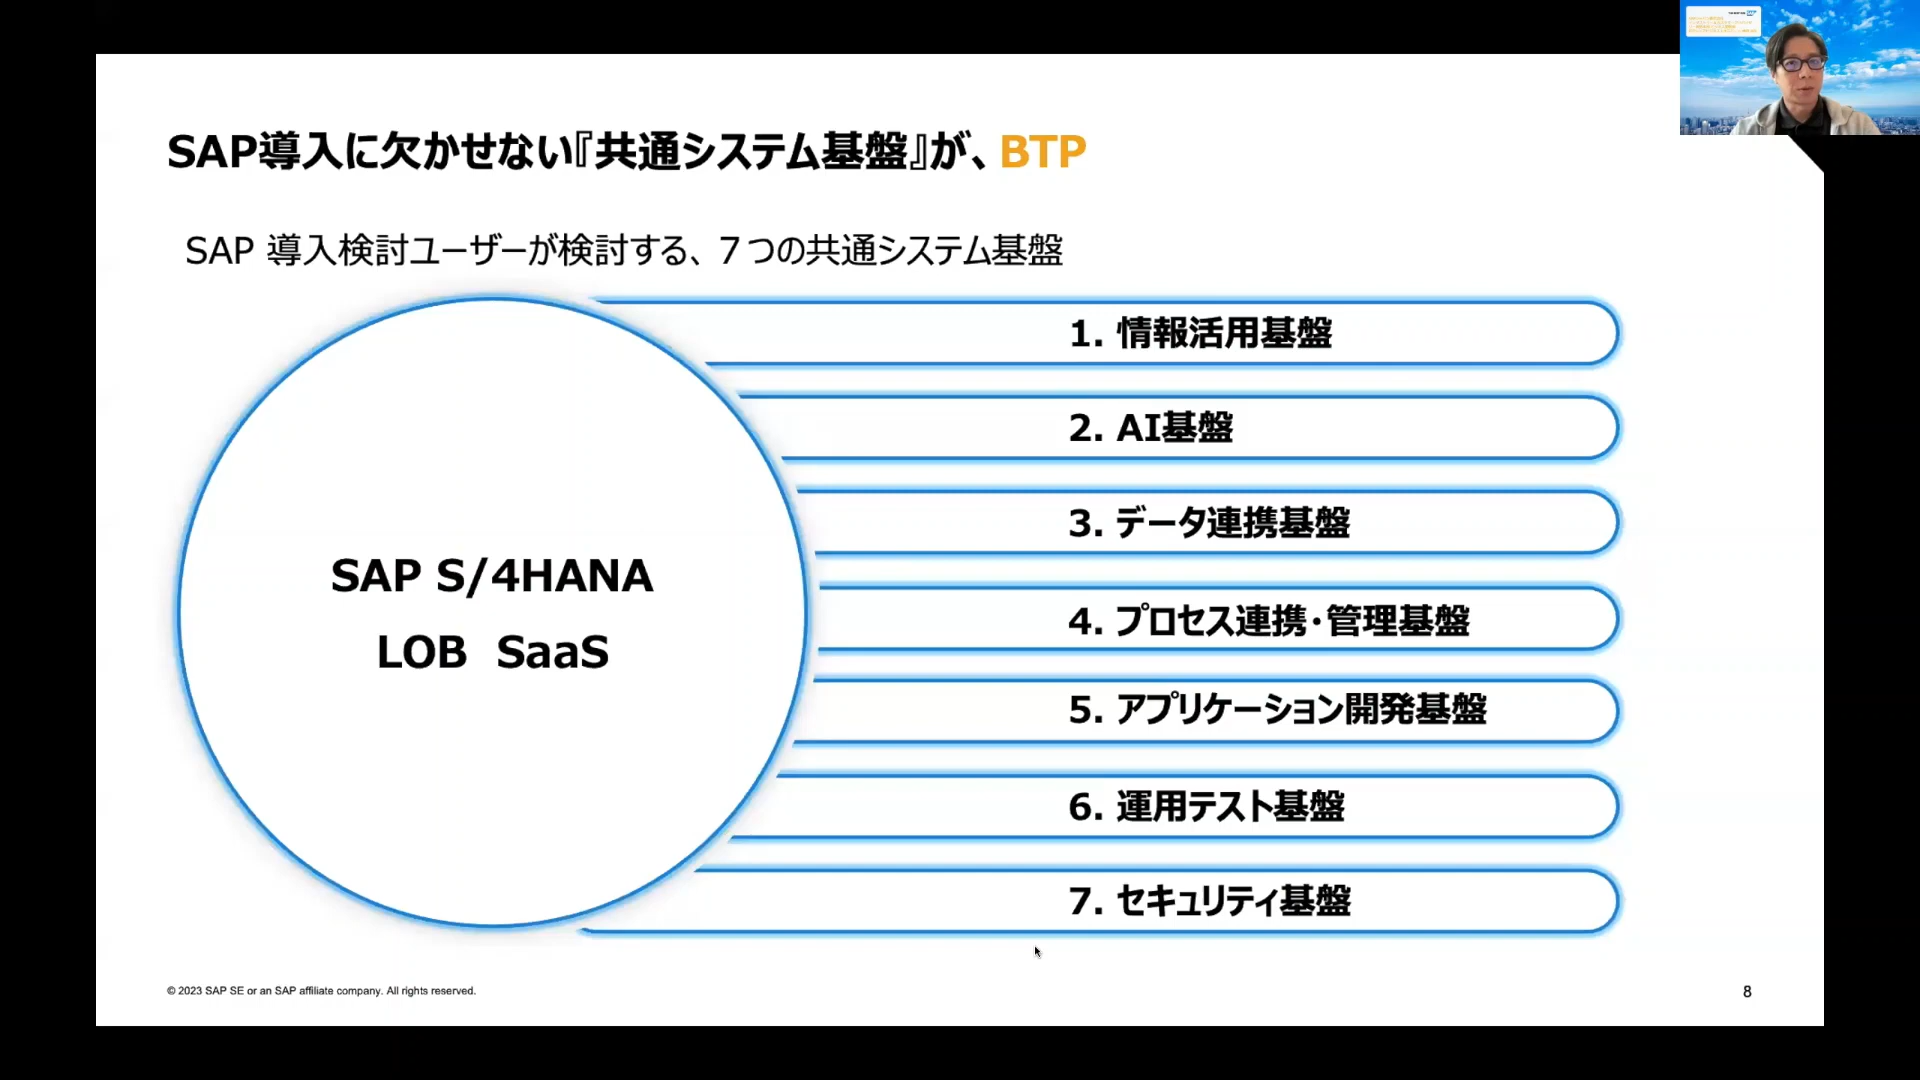 SAP導入に欠かせない『共通システム基盤』が、BTP
SAP 導入検討ユーザーが検討する、７つの共通システム基盤
SAP S/4HANA
LOB SaaS
1. 情報活用基盤
2. AI基盤
3. データ連携基盤
4. プロセス連携・管理基盤
5. アプリケーション開発基盤
6. 運用テスト基盤
7. セキュリティ基盤
© 2023 SAP SE or an SAP affiliate company. All rights reserved.
8